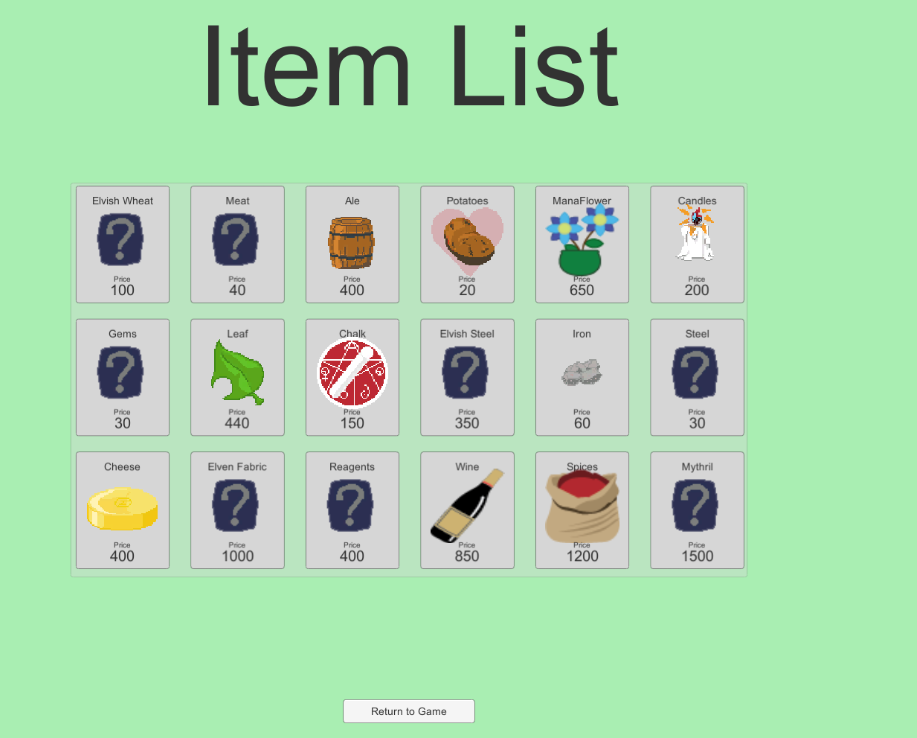 Item List
Elvish Wheat
?
Price
100
Meat
?
Price
40
Ale
Price
400
Potatoes
Price
20
ManaFlower
Price
650
Candles
Price
200
Gems
?
Price
30
Leaf
Price
440
Chalk
Price
150
Elvish Steel
?
Price
350
Iron
Price
60
Steel
?
Price
30
Cheese
Price
400
Elven Fabric
?
Price
1000
Reagents
?
Price
400
Wine
Price
850
Spices
Price
1200
Mythril
?
Price
1500
Return to Game